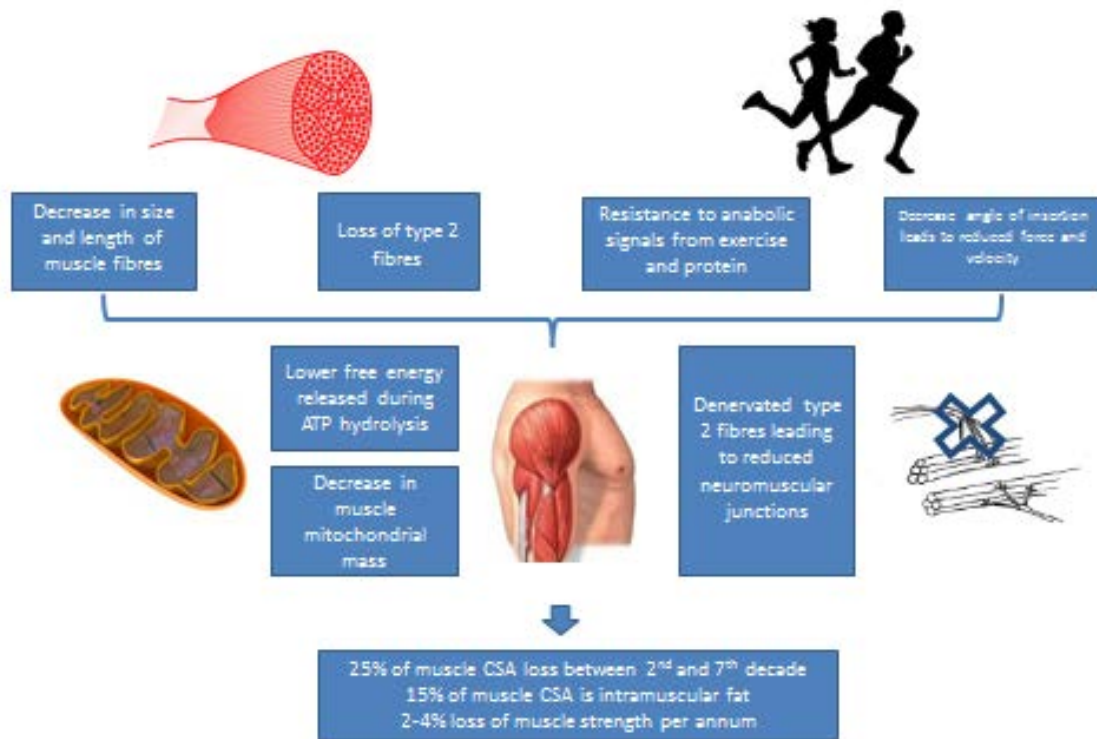 Decrease in size
and length of
muscle fibres
Loss of type 2
fibres
Resistance to anabolic
signals from exercise
and protein
Decrease angle of insertion
leads to reduced force and
velocity
Lower free energy
released during
ATP hydrolysis
Decrease in
muscle
mitochondrial
mass
Denervated type
2 fibres leading
to reduced
neuromuscular
junctions
25% of muscle CSA loss between 2nd and 7th decade
15% of muscle CSA is intramuscular fat
2-4% loss of muscle strength per annum